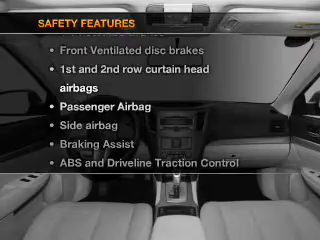 SAFETY FEATURES
• Front Ventilated disc brakes
• 1st and 2nd row curtain head
airbags
• Passenger Airbag
• Side airbag
• Braking Assist
• ABS and Driveline Traction Control